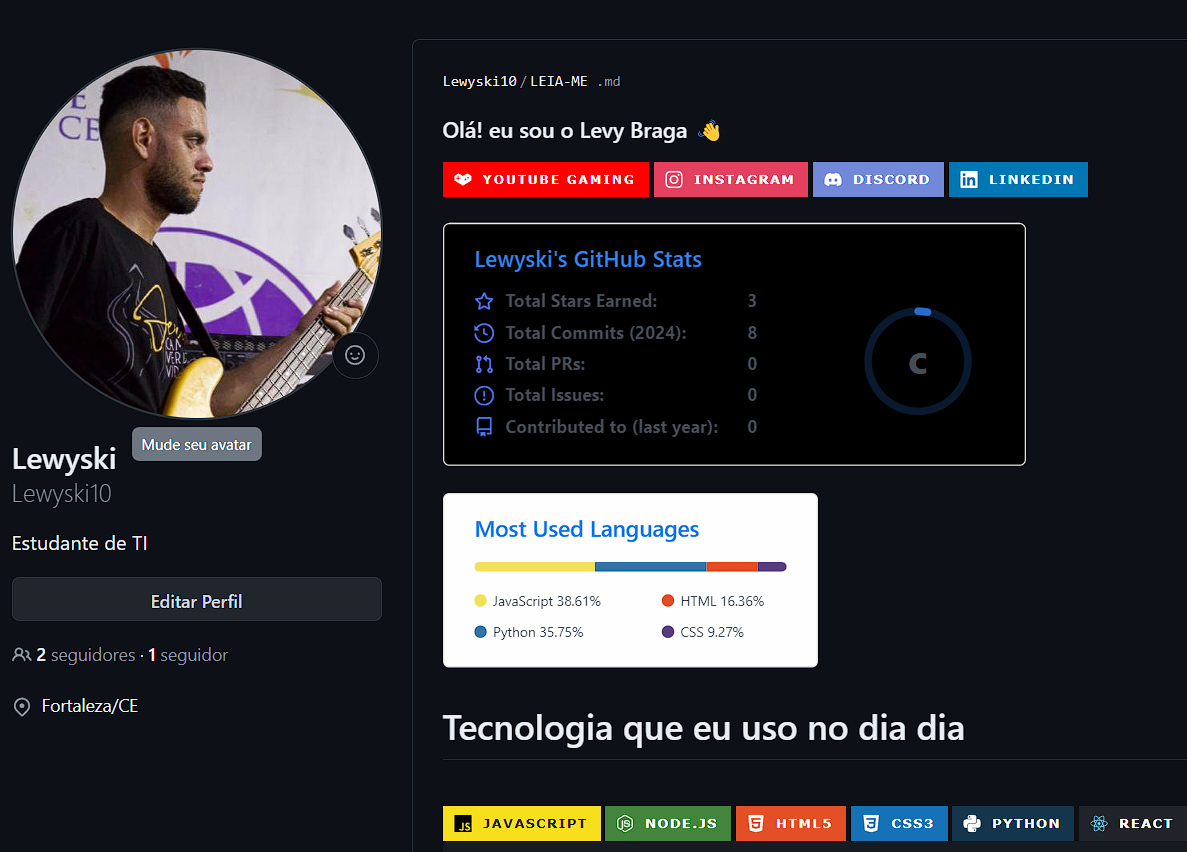 Lewyski
Lewyski10
Mude seu avatar
Estudante de TI
Editar Perfil
2 seguidores · 1 seguidor
Fortaleza/CE
Lewyski10/LEIA-ME .md
Olá! eu sou o Levy Braga 👋
YOUTUBE GAMING INSTAGRAM DISCORD LINKEDIN
Lewyski's GitHub Stats
Total Stars Earned: 3
Total Commits (2024): 8
Total PRs: 0
Total Issues: 0
Contributed to (last year): 0
C
Most Used Languages
JavaScript 38.61% HTML 16.36%
Python 35.75% CSS 9.27%
Tecnologia que eu uso no dia dia
JS JAVASCRIPT NODE.JS HTML5 CSS3 PYTHON REACT